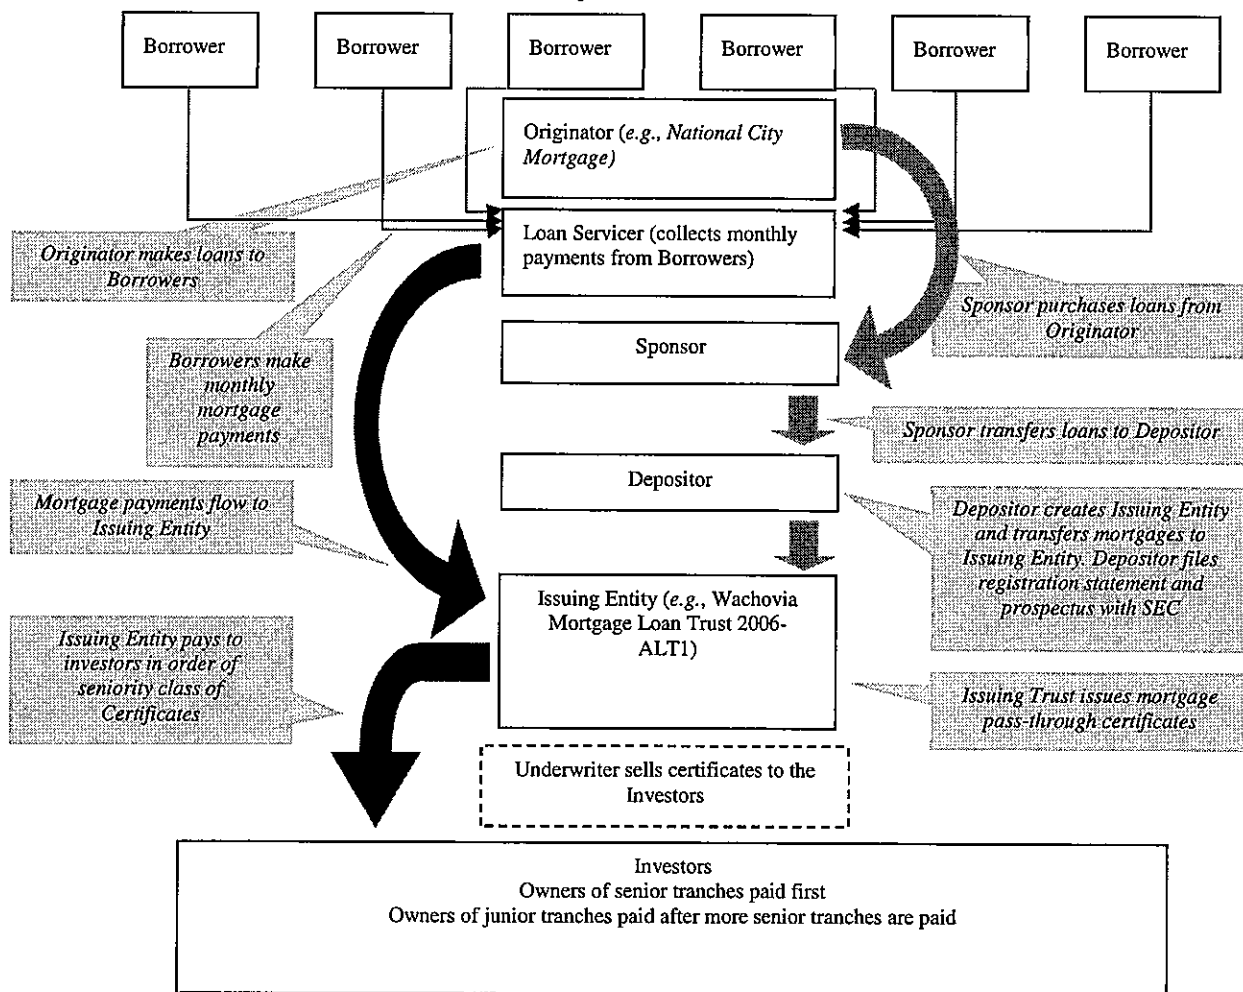 Borrower
Borrower
Borrower
Borrower
Borrower
Borrower
Originator (e.g., National City
Mortgage)
Originator makes loans to
Borrowers
Loan Servicer (collects monthly
payments from Borrowers)
Sponsor purchases loans from
Originator
Borrowers make
monthly
mortgage
payments
Sponsor
Sponsor transfers loans to Depositor
Mortgage payments flow to
Issuing Entity
Depositor
Depositor creates Issuing Entity
and transfers mortgages to
Issuing Entity. Depositor files
registration statement and
prospectus with SEC
Issuing Entity (e.g., Wachovia
Mortgage Loan Trust 2006-
ALT1)
Issuing Entity pays to
investors in order of
seniority class of
Certificates
Issuing Trust issues mortgage
pass-through certificates
Underwriter sells certificates to the
Investors
Investors
Owners of senior tranches paid first
Owners of junior tranches paid after more senior tranches are paid